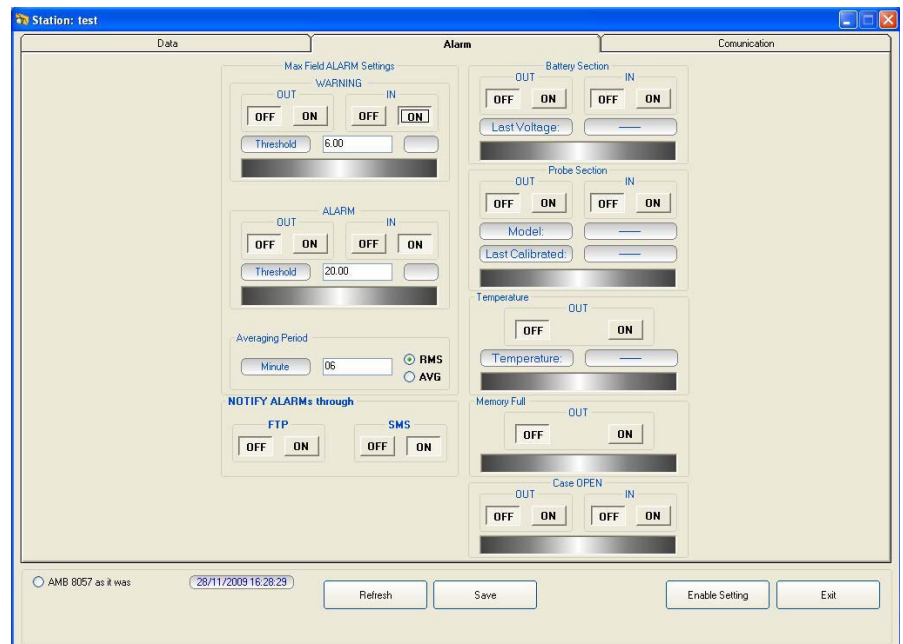 Station: test
Data
Alarm
Comunication
Max Field ALARM Settings
WARNING
OUT IN
OFF ON OFF ON
Threshold 6.00
ALARM
OUT IN
OFF ON OFF ON
Threshold 20.00
Averaging Period
Minute 06
RMS
AVG
NOTIFY ALARMs through
FTP SMS
OFF ON OFF ON
Battery Section
OUT IN
OFF ON OFF ON
Last Voltage: ——
Probe Section
OUT IN
OFF ON OFF ON
Model: ——
Last Calibrated: ——
Temperature
OUT
OFF ON
Temperature: ——
Memory Full
OUT
OFF ON
Case OPEN
OUT IN
OFF ON OFF ON
AMB 8057 as it was
28/11/2009 16:28:29
Refresh
Save
Enable Setting
Exit